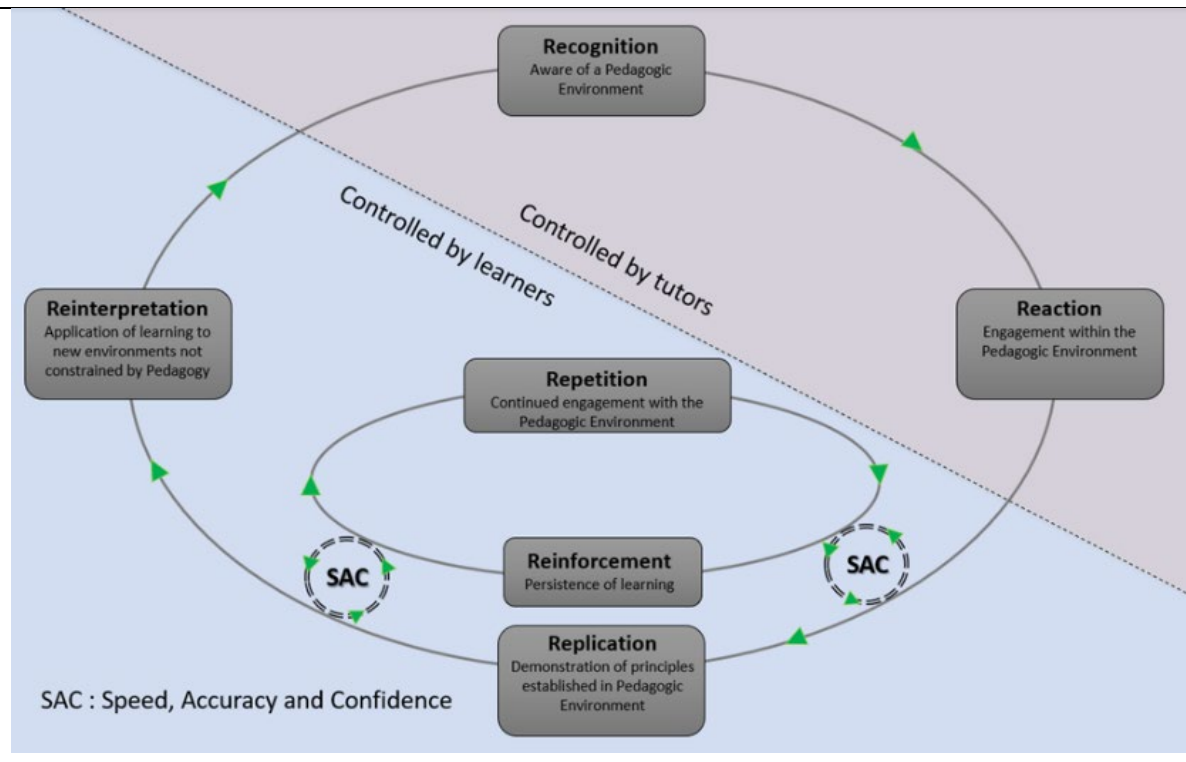 Recognition
Aware of a Pedagogic
Environment
Controlled by learners
Controlled by tutors
Reinterpretation
Application of learning to
new environments not
constrained by Pedagogy
Reaction
Engagement within the
Pedagogic Environment
Repetition
Continued engagement with the
Pedagogic Environment
SAC
Reinforcement
Persistence of learning
SAC
Replication
Demonstration of principles
established in Pedagogic
Environment
SAC : Speed, Accuracy and Confidence